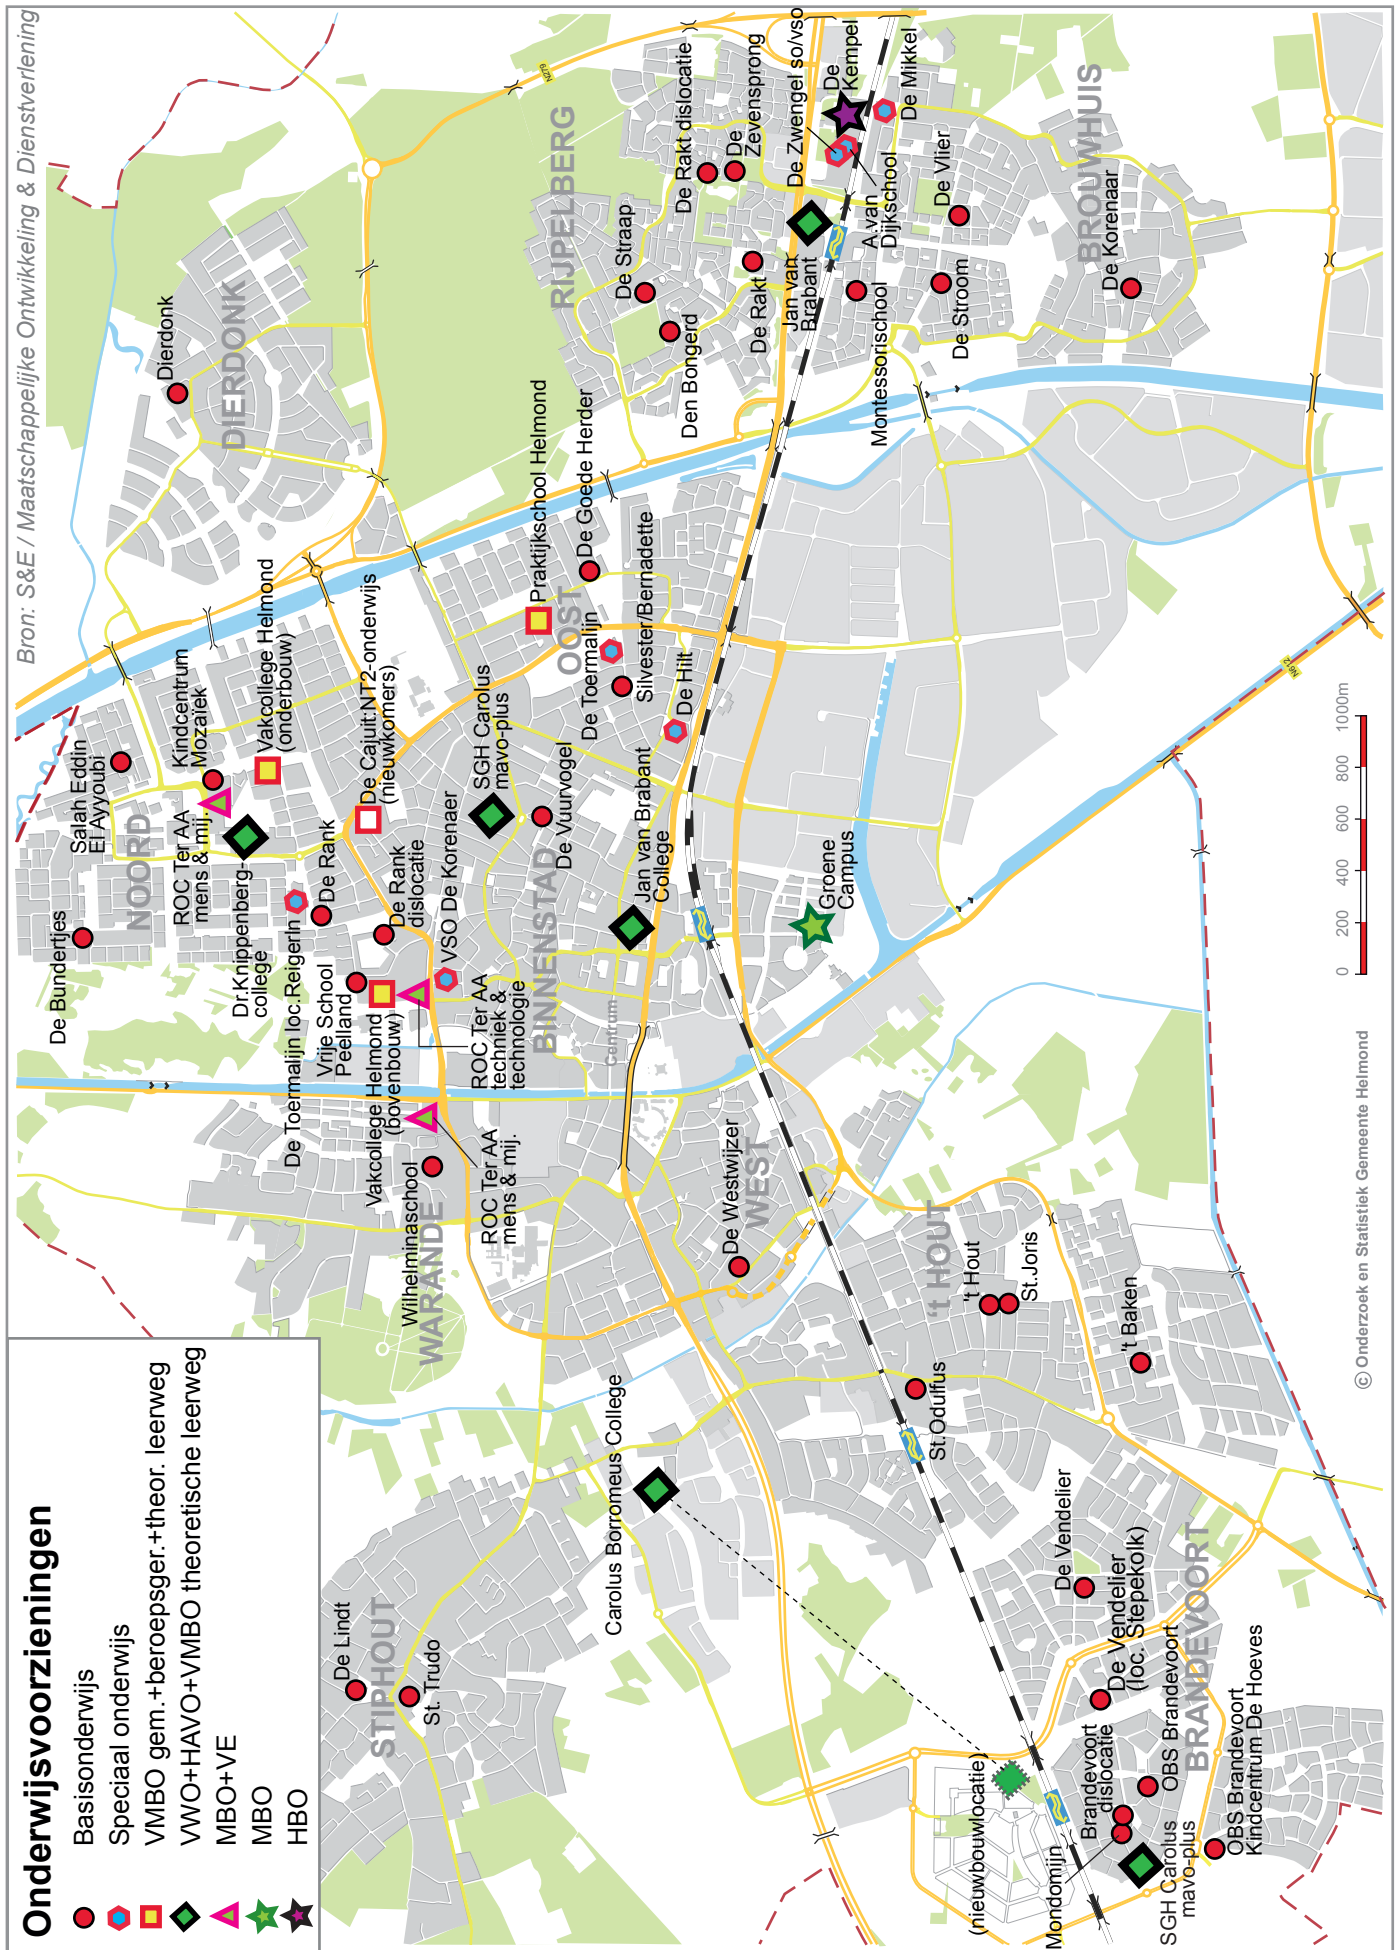 Onderwijsvoorzieningen
Basisonderwijs
Speciaal onderwijs
VMBO gem.+beroepsger.+theor. leerweg
VWO+HAVO+VMBO theoretische leerweg
MBO+VE
MBO
HBO
Bron: S&E / Maatschappelijke Ontwikkeling & Dienstverlening
De Bundertjes
Salah Eddin
El Ayyoubi
NOORD
Kindcentrum
Mozaïek
ROC Ter AA
mens & mij.
Vakcollege Helmond
(onderbouw)
Dr.Knippenberg-
college
De Toermalijn loc.ReigerIn
De Rank
De Cajuit:NT2-onderwijs
(nieuwkomers)
De Rank
dislocatie
Vrije School
Peelland
Vakcollege Helmond
(bovenbouw)
VSO De Korenaer
ROC Ter AA
techniek &
technologie
ROC Ter AA
mens & mij.
Wilhelminaschool
WARANDE
SGH Carolus
mavo-plus
De Vuurvogel
BINNENSTAD
Centrum
Jan van Brabant
College
Groene
Campus
Dierdonk
DIERDONK
N279
RIJPELBERG
De Straap
Den Bongerd
De Rakt dislocatie
De
Zevensprong
De Rakt
De Zwengel so/vso
De
Kempel
De Mikkel
Jan van
Brabant
A.van
Dijkschool
De Vlier
Montessorischool
De Stroom
BROUWHUIS
De Korenaar
Praktijkschool Helmond
De Goede Herder
OOST
De Toermalijn
Silvester/Bernadette
De Hilt
N612
De Westwijzer
WEST
't HOUT
't Hout
St.Joris
't Baken
St.Odulfus
Carolus Borromeus College
De Lindt
STIPHOUT
St. Trudo
De Vendelier
De Vendelier
(loc. Stepekolk)
BRANDEVOORT
OBS Brandevoort
Brandevoort
dislocatie
OBS Brandevoort
Kindcentrum De Hoeves
(nieuwbouwlocatie)
Mondomijn
SGH Carolus
mavo-plus
0 200 400 600 800 1000m
© Onderzoek en Statistiek Gemeente Helmond